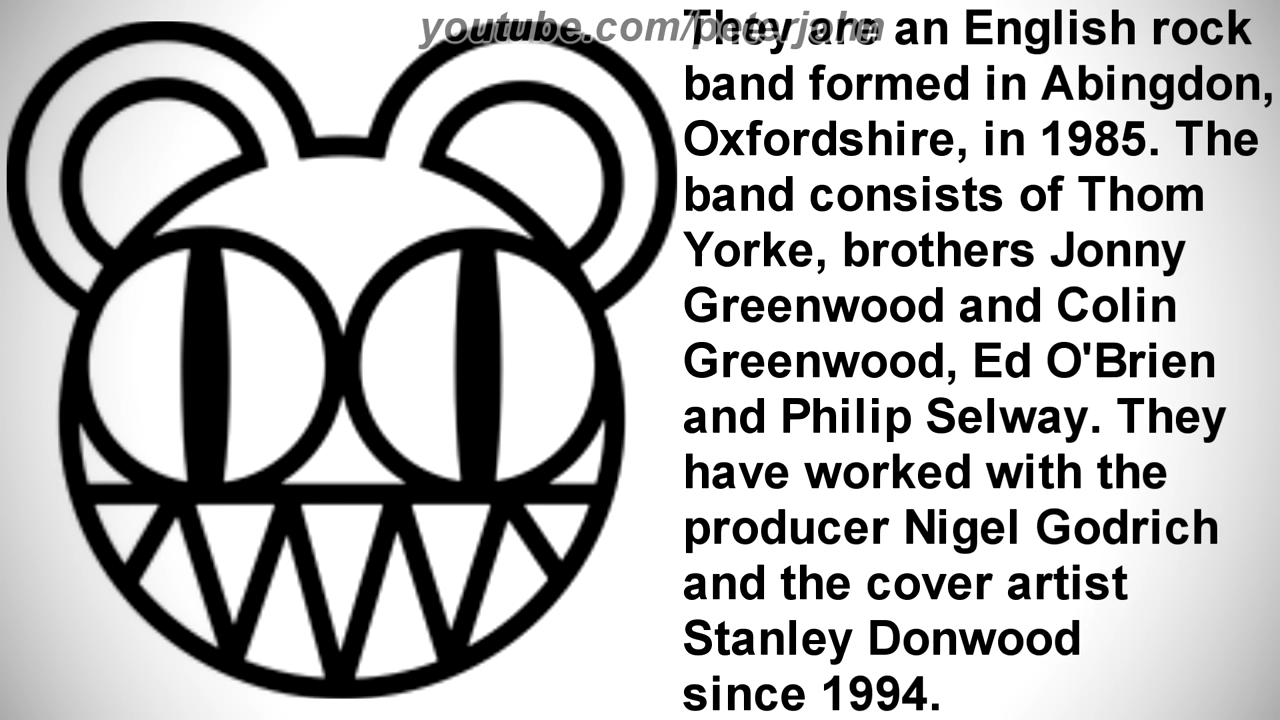 youtube.com/peterjahn
They are an English rock
band formed in Abingdon,
Oxfordshire, in 1985. The
band consists of Thom
Yorke, brothers Jonny
Greenwood and Colin
Greenwood, Ed O'Brien
and Philip Selway. They
have worked with the
producer Nigel Godrich
and the cover artist
Stanley Donwood
since 1994.